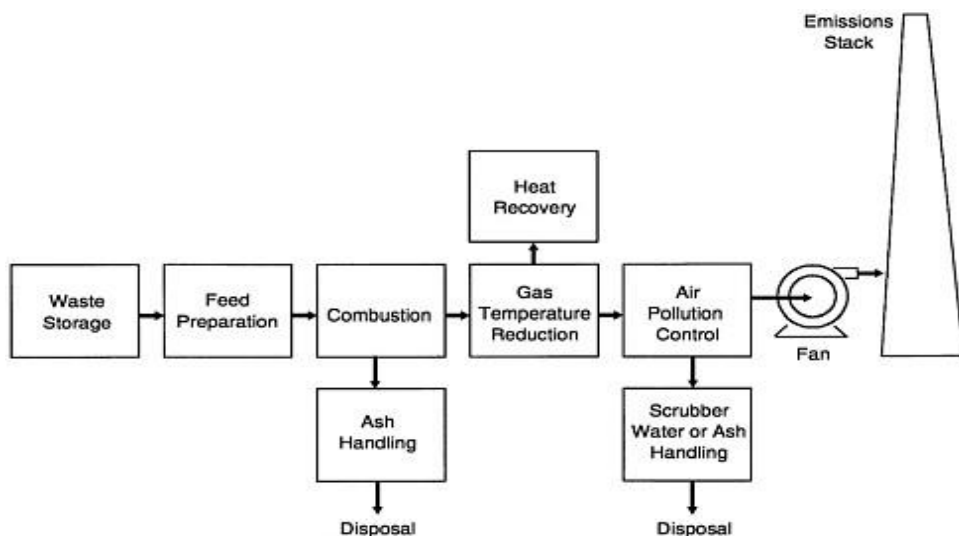 Emissions
Stack
Heat
Recovery
Waste
Storage
Feed
Preparation
Combustion
Gas
Temperature
Reduction
Air
Pollution
Control
Fan
Ash
Handling
Scrubber
Water or Ash
Handling
Disposal
Disposal